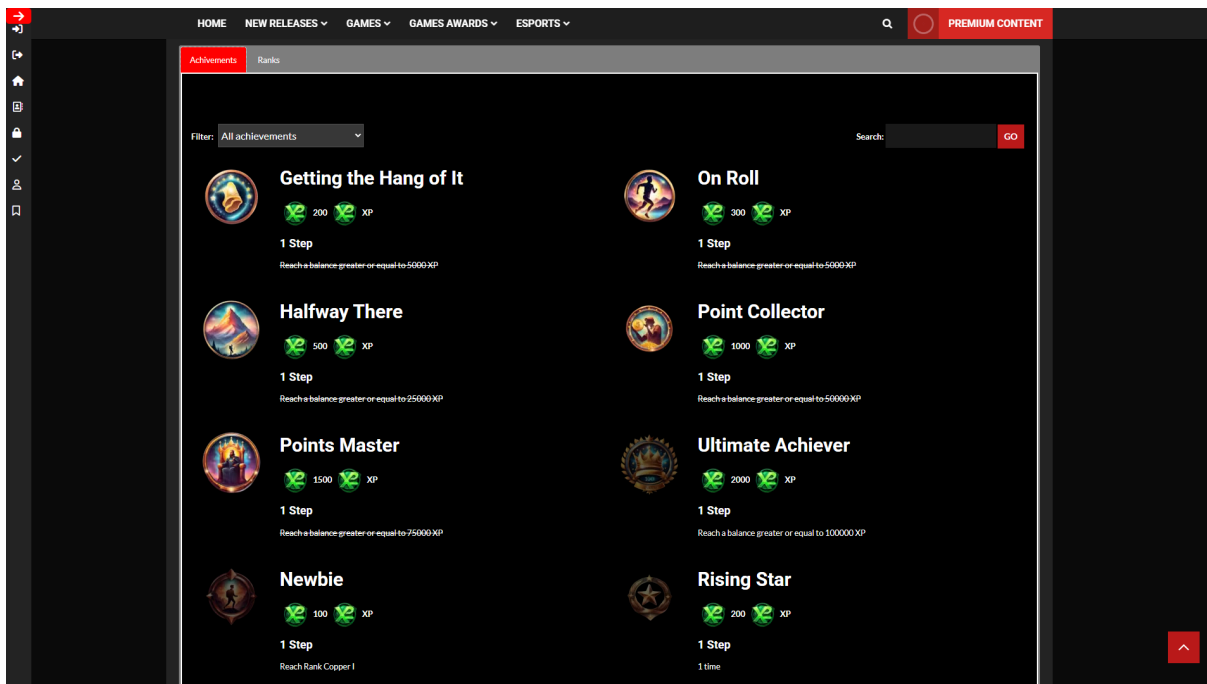 HOME NEW RELEASES GAMES GAMES AWARDS ESPORTS PREMIUM CONTENT
Achivements Ranks
Filter: All achievements Search: GO
Getting the Hang of It
200 XP
1 Step
Reach a balance greater or equal to 5000 XP
On Roll
300 XP
1 Step
Reach a balance greater or equal to 5000 XP
Halfway There
500 XP
1 Step
Reach a balance greater or equal to 25000 XP
Point Collector
1000 XP
1 Step
Reach a balance greater or equal to 50000 XP
Points Master
1500 XP
1 Step
Reach a balance greater or equal to 75000 XP
Ultimate Achiever
2000 XP
1 Step
Reach a balance greater or equal to 100000 XP
Newbie
100 XP
1 Step
Reach Rank Copper I
Rising Star
200 XP
1 Step
1 time